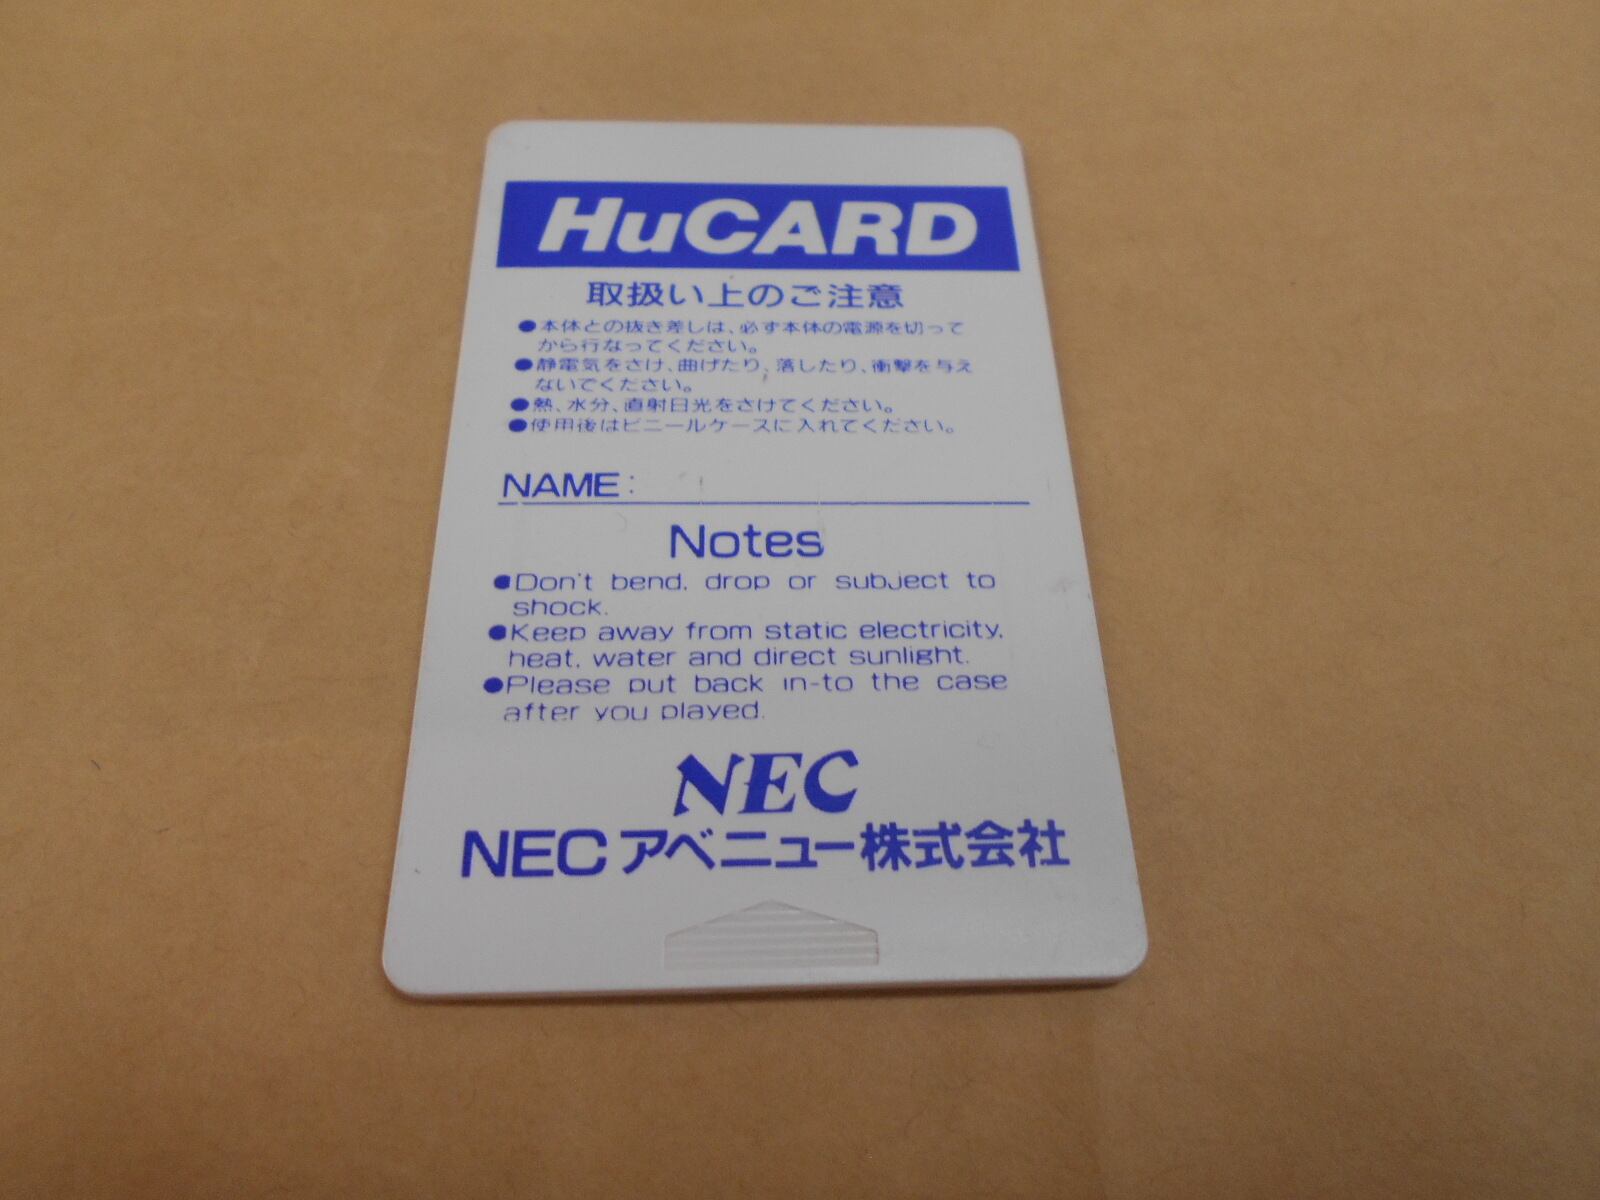 HuCARD
取扱い上のご注意
●本体との抜き差しは、必ず本体の電源を切って
から行なってください。
●静電気をさけ、曲げたり、落したり、衝撃を与え
ないでください。
●熱、水分、直射日光をさけてください。
●使用後はビニールケースに入れてください。
NAME:
Notes
●Don't bend, drop or subject to
shock.
●Keep away from static electricity,
heat, water and direct sunlight.
●Please put back in-to the case
after you played.
NEC
NECアベニュー株式会社